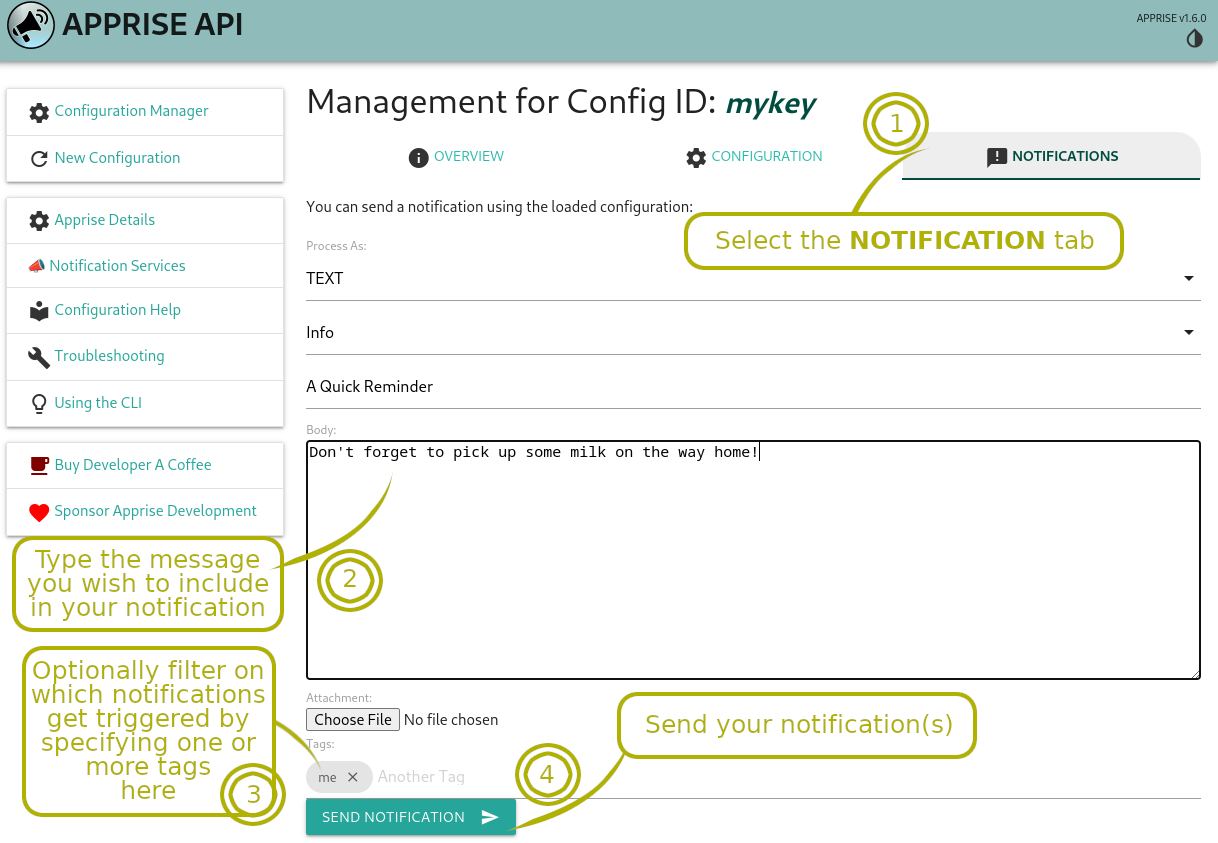 APPRISE API
APPRISE v1.6.0
Configuration Manager
New Configuration
Apprise Details
Notification Services
Configuration Help
Troubleshooting
Using the CLI
Buy Developer A Coffee
Sponsor Apprise Development
Management for Config ID: mykey
OVERVIEW
CONFIGURATION
NOTIFICATIONS
1
Select the NOTIFICATION tab
You can send a notification using the loaded configuration:
Process As:
TEXT
Info
A Quick Reminder
Body:
Don't forget to pick up some milk on the way home!
Type the message
you wish to include
in your notification
2
Optionally filter on
which notifications
get triggered by
specifying one or
more tags
here
3
Attachment:
Choose File No file chosen
Tags:
me Another Tag
4
Send your notification(s)
SEND NOTIFICATION